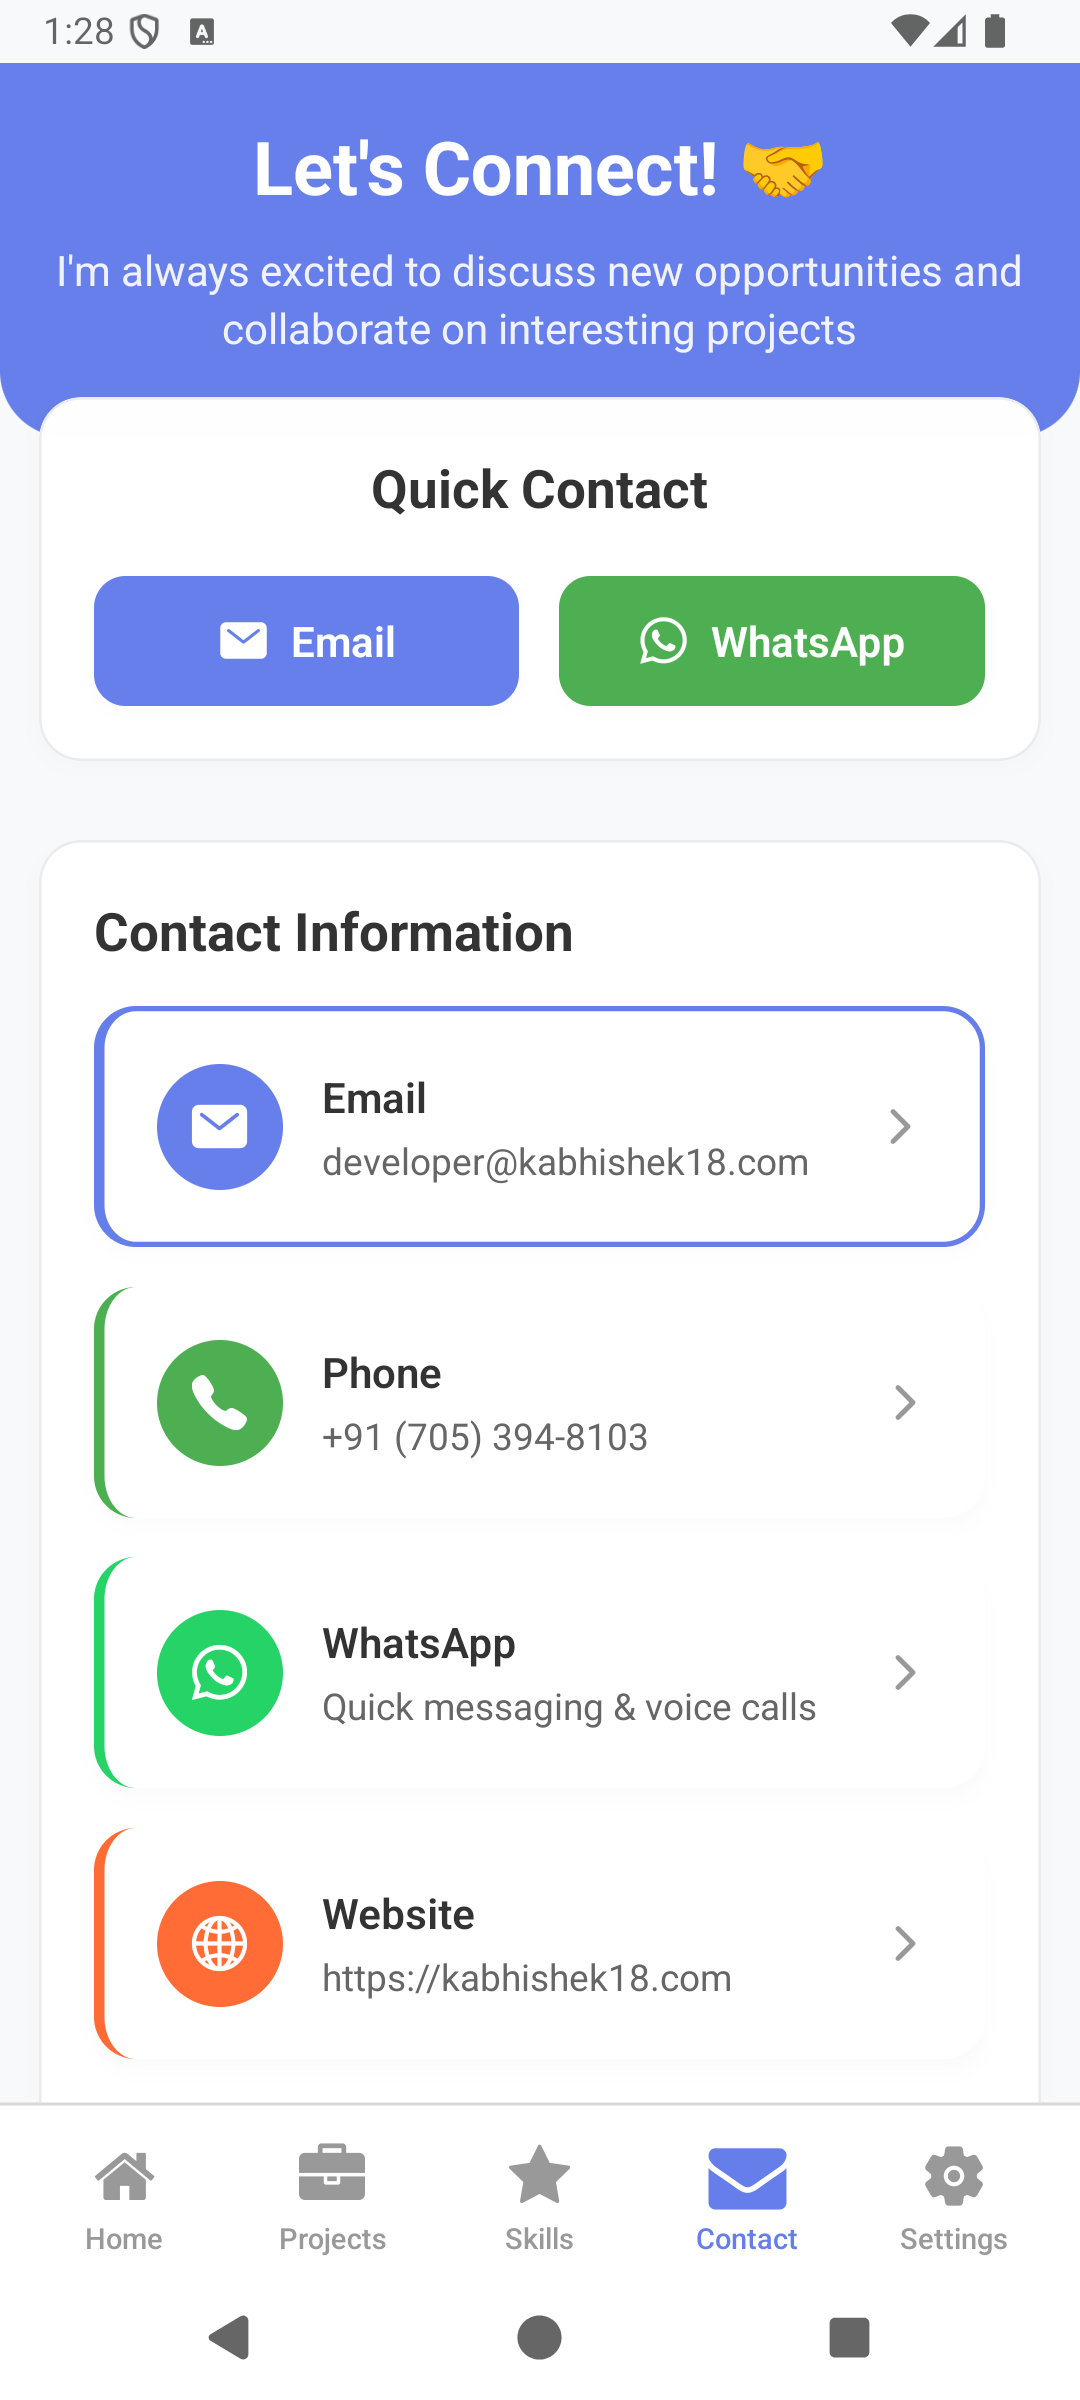 1:28
Let's Connect! 🤝
I'm always excited to discuss new opportunities and
collaborate on interesting projects
Quick Contact
Email
WhatsApp
Contact Information
Email
developer@kabhishek18.com
Phone
+91 (705) 394-8103
WhatsApp
Quick messaging & voice calls
Website
https://kabhishek18.com
Home
Projects
Skills
Contact
Settings